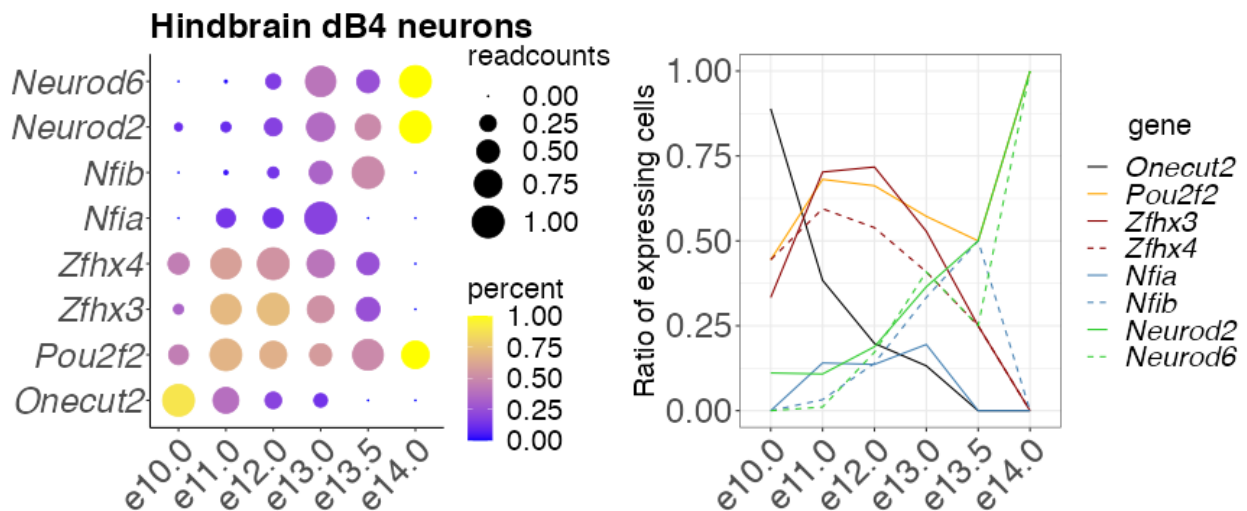 Hindbrain dB4 neurons
Neurod6
Neurod2
Nfib
Nfia
Zfhx4
Zfhx3
Pou2f2
Onecut2
e10.0
e11.0
e12.0
e13.0
e13.5
e14.0
readcounts
0.00
0.25
0.50
0.75
1.00
percent
1.00
0.75
0.50
0.25
0.00
Ratio of expressing cells
1.00
0.75
0.50
0.25
0.00
e10.0
e11.0
e12.0
e13.0
e13.5
e14.0
gene
Onecut2
Pou2f2
Zfhx3
Zfhx4
Nfia
Nfib
Neurod2
Neurod6